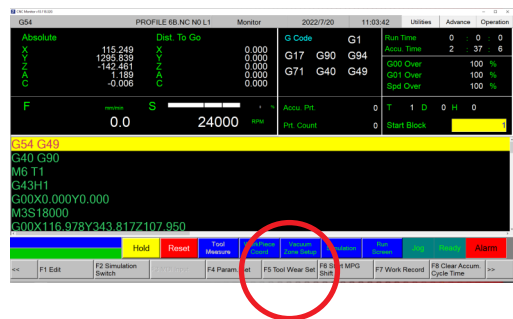 G54 PROFILE 6B.NC N0 L1 Monitor 2022/7/20 11:03:42 Utilities Advance Operation
Absolute Dist. To Go G Code G1 Run Time 0 : 0 : 0
X 115.249 X 0.000 G17 G90 G94 Accu. Time 2 : 37 : 6
Y 1295.839 Y 0.000
Z -142.461 Z 0.000 G71 G40 G49 G00 Over 100 %
A 1.189 A 0.000 G01 Over 100 %
C -0.006 C 0.000 Spd Over 100 %
F mm/min S % Accu. Prt. 0 T 1 D 0 H 0
0.0 24000 RPM Prt. Count 0 Start Block 1
G54 G49
G40 G90
M6 T1
G43H1
G00X0.000Y0.000
M3S18000
G00X116.978Y343.817Z107.950
Hold Reset Tool Measure WorkPiece Coord Vacuum Zone Setup Simulation Run Screen Jog Ready Alarm
<< F1 Edit F2 Simulation Switch F4 Param. Set F5 Tool Wear Set F6 Start MPG Shift. F7 Work Record F8 Clear Accum. Cycle Time >>